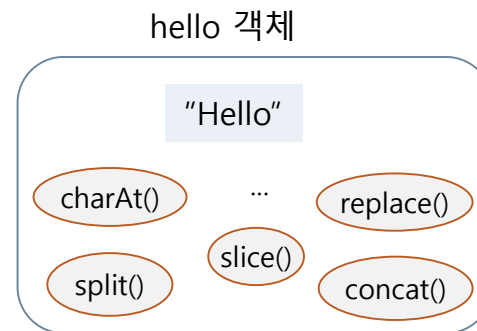 hello 객체
"Hello"
charAt()
...
replace()
slice()
split()
concat()